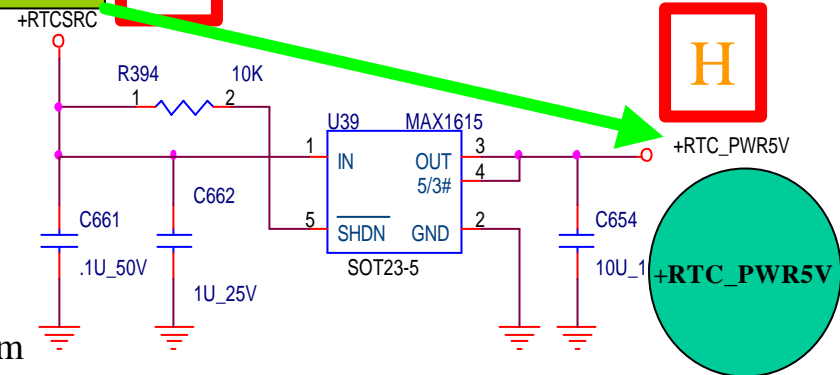 +RTCSRC
H
R394 10K
1 2
U39 MAX1615
+RTC_PWR5V
1 IN OUT 3
5/3# 4
C661 C662
5 SHDN GND 2
C654
.1U_50V
SOT23-5
10U_1
+RTC_PWR5V
1U_25V
m